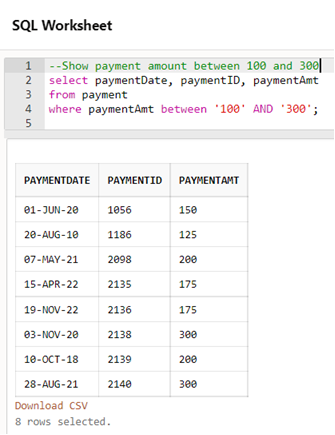 SQL Worksheet
1 --Show payment amount between 100 and 300
2 select paymentDate, paymentID, paymentAmt
3 from payment
4 where paymentAmt between '100' AND '300';
5
PAYMENTDATE PAYMENTID PAYMENTAMT
01-JUN-20 1056 150
20-AUG-10 1186 125
07-MAY-21 2098 200
15-APR-22 2135 175
19-NOV-22 2136 175
03-NOV-20 2138 300
10-OCT-18 2139 200
28-AUG-21 2140 300
Download CSV
8 rows selected.